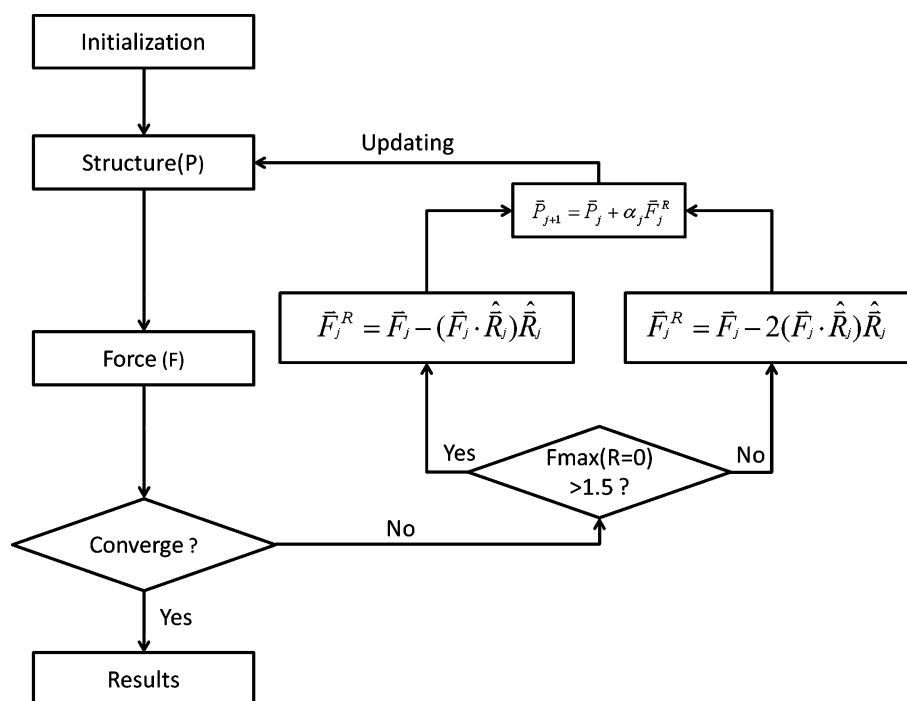 Initialization
Updating
Structure(P)
P̄ⱼ₊₁ = P̄ⱼ + αⱼF̄ⱼᴿ
F̄ⱼᴿ = F̄ⱼ − (F̄ⱼ · R̄̂ⱼ)R̄̂ⱼ
F̄ⱼᴿ = F̄ⱼ − 2(F̄ⱼ · R̄̂ⱼ)R̄̂ⱼ
Force (F)
Yes
Fmax(R=0)
>1.5 ?
No
Converge ?
No
Yes
Results